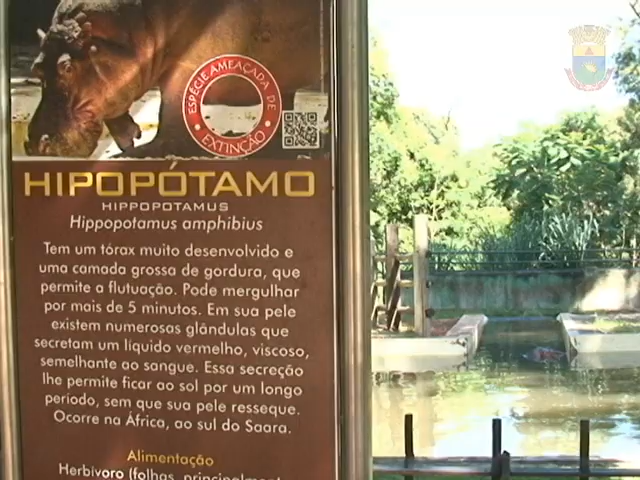 ESPÉCIE AMEAÇADA DE
• EXTINÇÃO •
HIPOPÓTAMO
HIPPOPOTAMUS
Hippopotamus amphibius
Tem um tórax muito desenvolvido e
uma camada grossa de gordura, que
permite a flutuação. Pode mergulhar
por mais de 5 minutos. Em sua pele
existem numerosas glândulas que
secretam um líquido vermelho, viscoso,
semelhante ao sangue. Essa secreção
lhe permite ficar ao sol por um longo
período, sem que sua pele resseque.
Ocorre na África, ao sul do Saara.
Alimentação
Herbívoro (folhas, principalment